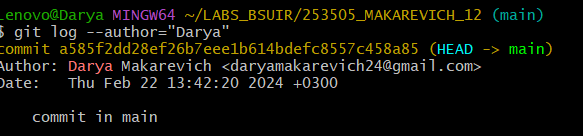 Lenovo@Darya MINGW64 ~/LABS_BSUIR/253505_MAKAREVICH_12 (main)
$ git log --author="Darya"
commit a585f2dd28ef26b7eee1b614bdefc8557c458a85 (HEAD -> main)
Author: Darya Makarevich <daryamakarevich24@gmail.com>
Date:   Thu Feb 22 13:42:20 2024 +0300
    commit in main